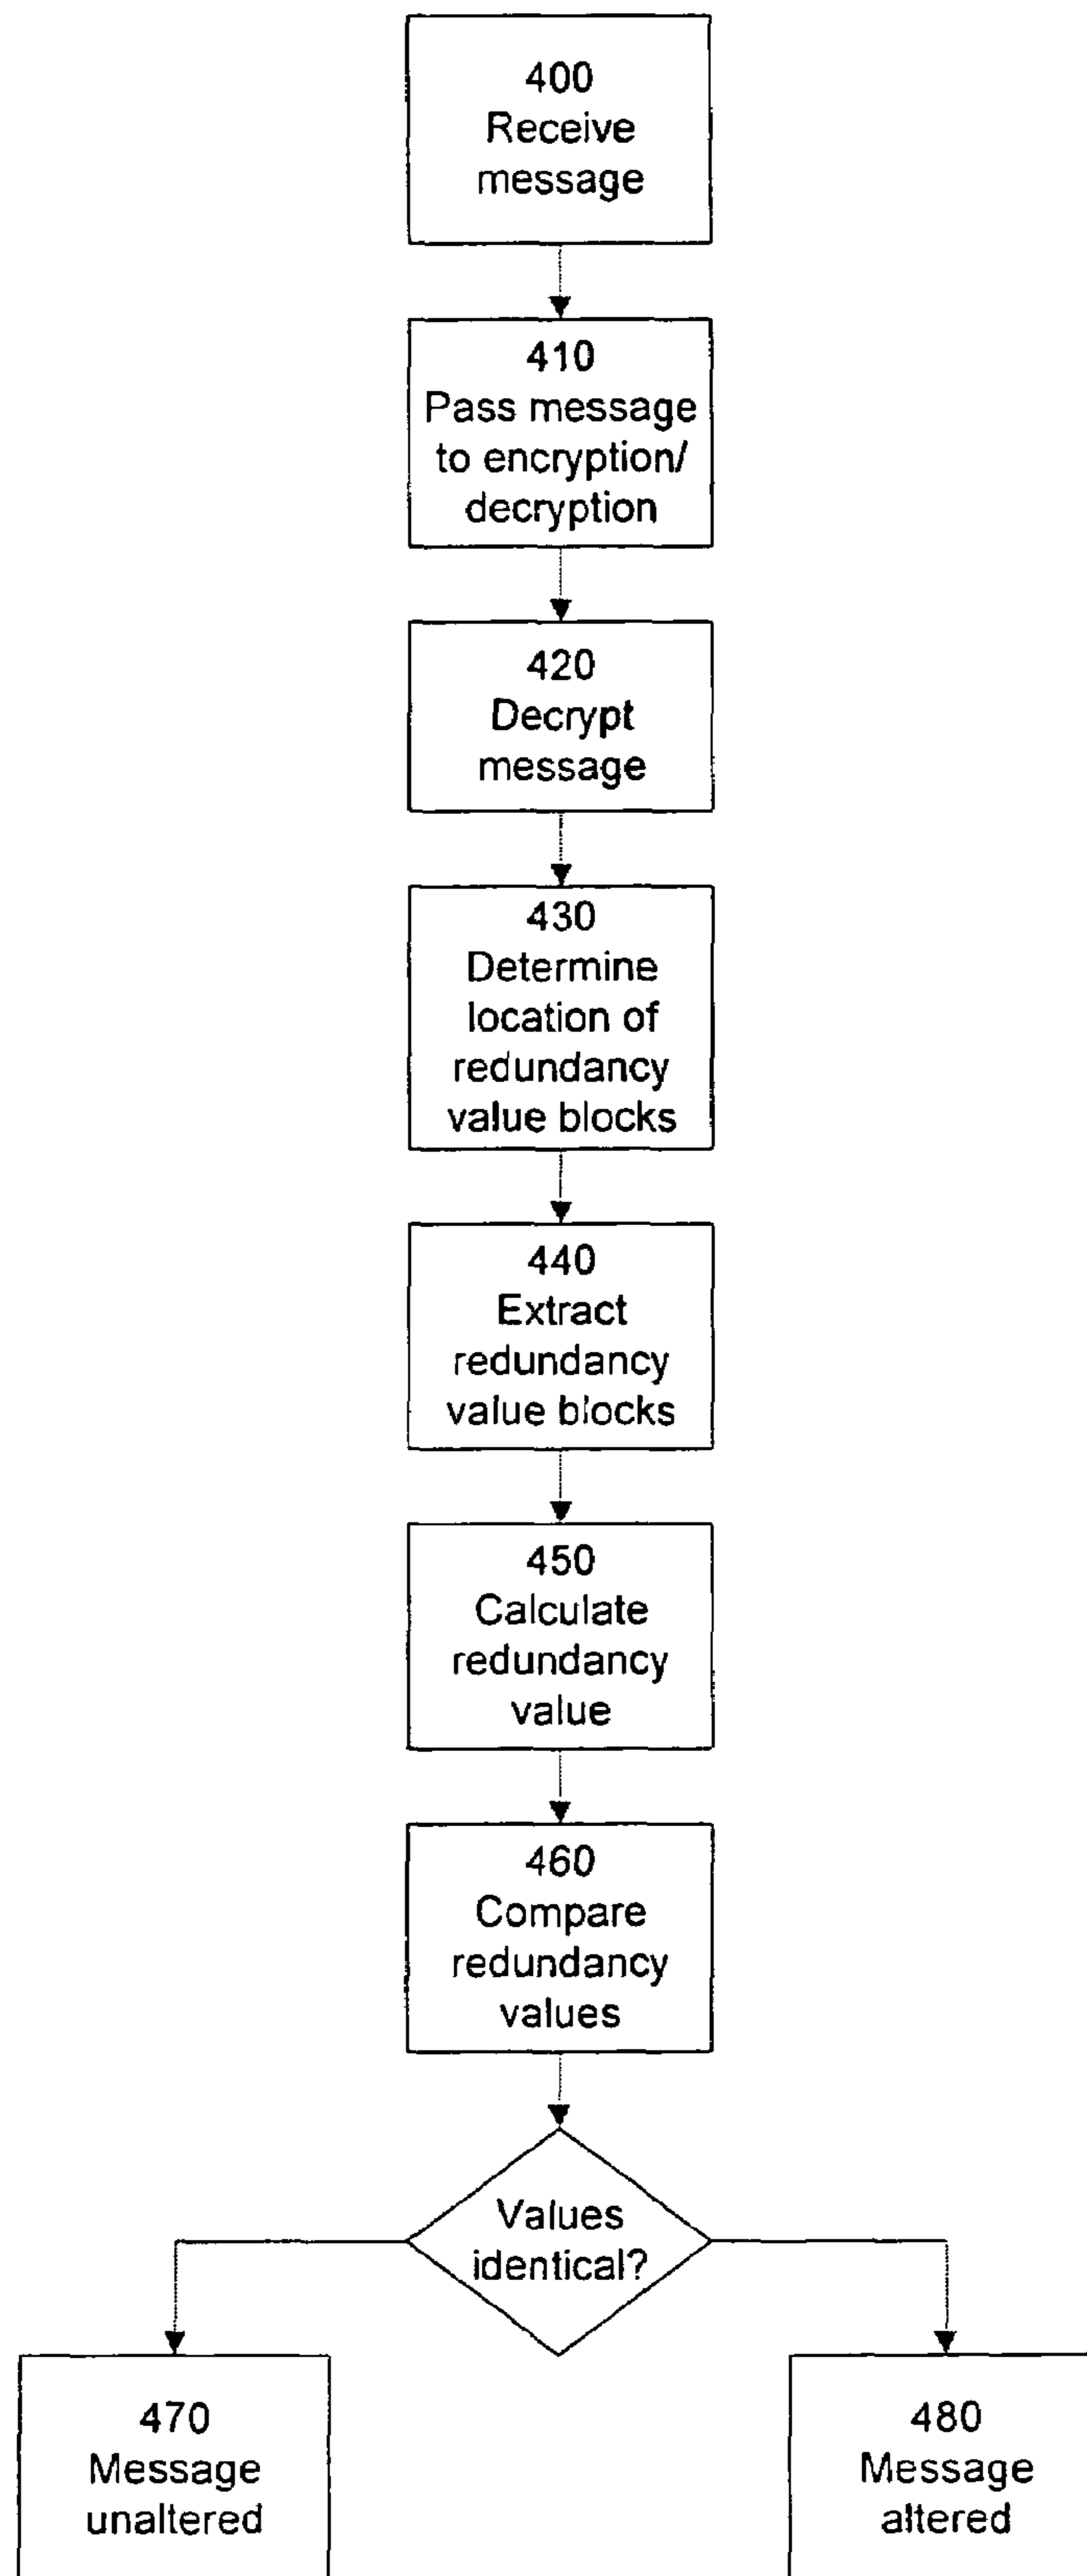 400
Receive
message
410
Pass message
to encryption/
decryption
420
Decrypt
message
430
Determine
location of
redundancy
value blocks
440
Extract
redundancy
value blocks
450
Calculate
redundancy
value
460
Compare
redundancy
values
Values
identical?
470
Message
unaltered
480
Message
altered